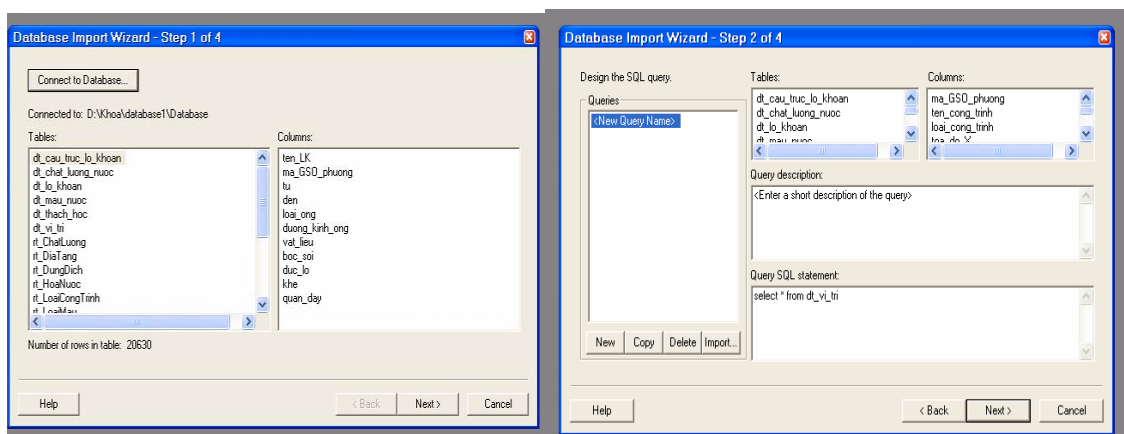 Database Import Wizard - Step 1 of 4
Connect to Database...
Connected to: D:\Khoa\database1\Database
Tables:
dt_cau_truc_lo_khoan
dt_chat_luong_nuoc
dt_lo_khoan
dt_mau_nuoc
dt_thach_hoc
dt_vi_tri
rt_ChatLuong
rt_DiaTang
rt_DungDich
rt_HoaNuoc
rt_LoaiCongTrinh
rt_LoaiMau
Columns:
ten_LK
ma_GSO_phuong
tu
den
loai_ong
duong_kinh_ong
vat_lieu
boc_soi
duc_lo
khe
quan_day
Number of rows in table: 20630
Help
< Back
Next >
Cancel
Database Import Wizard - Step 2 of 4
Design the SQL query.
Queries
<New Query Name>
New
Copy
Delete
Import...
Tables:
dt_cau_truc_lo_khoan
dt_chat_luong_nuoc
dt_lo_khoan
dt_mau_nuoc
Columns:
ma_GSO_phuong
ten_cong_trinh
loai_cong_trinh
toa_do_X
Query description:
<Enter a short description of the query>
Query SQL statement:
select * from dt_vi_tri
Help
< Back
Next >
Cancel